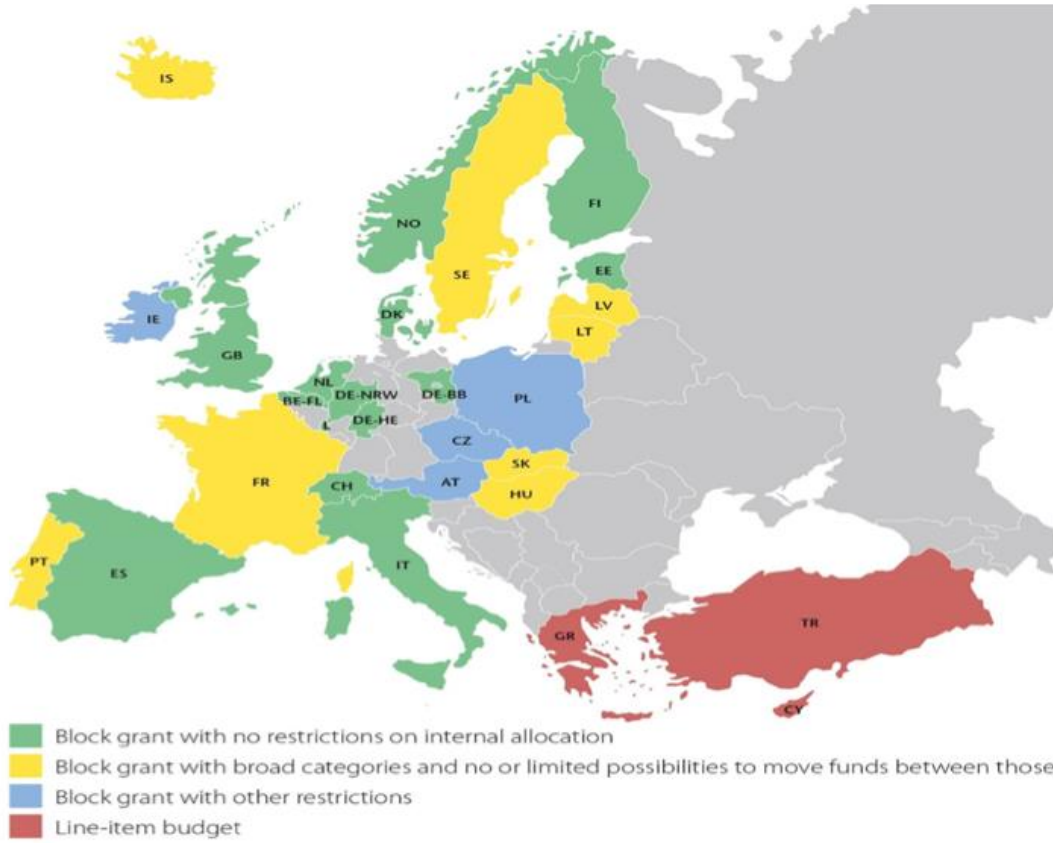 IS
NO
FI
SE
EE
LV
IE
DK
LT
GB
NL
DE-NRW
DE-BB
BE-FL
PL
DE-HE
L
CZ
SK
FR
CH
AT
HU
PT
ES
IT
GR
TR
CY
Block grant with no restrictions on internal allocation
Block grant with broad categories and no or limited possibilities to move funds between those
Block grant with other restrictions
Line-item budget